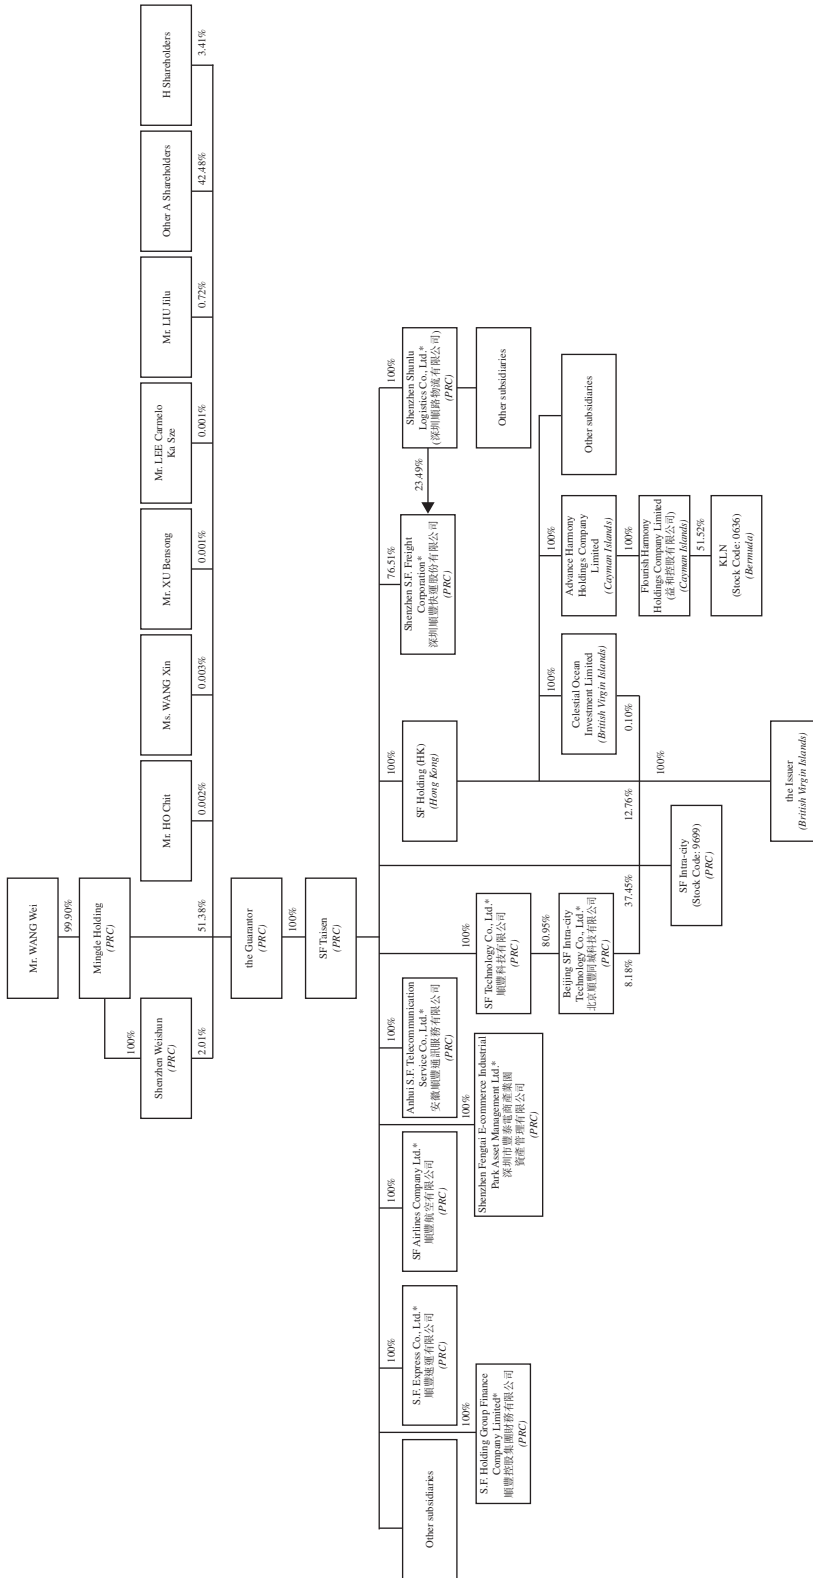 Mr. WANG Wei
99.90%
Mingde Holding
(PRC)
100%
Shenzhen Weishun
(PRC)
Mr. HO Chit
Ms. WANG Xin
Mr. XU Bensong
Mr. LEE Carmelo
Ka Sze
Mr. LIU Jilu
Other A Shareholders
H Shareholders
2.01%
51.38%
0.002%
0.003%
0.001%
0.001%
0.72%
42.48%
3.41%
the Guarantor
(PRC)
100%
SF Taisen
(PRC)
Other subsidiaries
100%
S.F. Express Co., Ltd.*
順豐速運有限公司
(PRC)
100%
SF Airlines Company Ltd.*
順豐航空有限公司
(PRC)
100%
Anhui S.F. Telecommunication
Service Co., Ltd.*
安徽順豐通訊服務有限公司
(PRC)
100%
SF Technology Co., Ltd.*
順豐科技有限公司
(PRC)
100%
SF Holding (HK)
(Hong Kong)
76.51%
Shenzhen S.F. Freight
Corporation*
深圳順豐快運股份有限公司
(PRC)
23.49%
100%
Shenzhen Shunlu
Logistics Co., Ltd.*
(深圳順路物流有限公司)
(PRC)
Other subsidiaries
100%
S.F. Holding Group Finance
Company Limited*
順豐控股集團財務有限公司
(PRC)
100%
Shenzhen Fengtai E-commerce Industrial
Park Asset Management Ltd.*
深圳市豐泰電商產業園
資產管理有限公司
(PRC)
80.95%
Beijing SF Intra-city
Technology Co., Ltd.*
北京順豐同城科技有限公司
(PRC)
100%
Celestial Ocean
Investment Limited
(British Virgin Islands)
100%
Advance Harmony
Holdings Company
Limited
(Cayman Islands)
Other subsidiaries
100%
Flourish Harmony
Holdings Company Limited
(益和控股有限公司)
(Cayman Islands)
51.52%
KLN
(Stock Code: 0636)
(Bermuda)
8.18%
37.45%
12.76%
0.10%
SF Intra-city
(Stock Code: 9699)
(PRC)
100%
the Issuer
(British Virgin Islands)